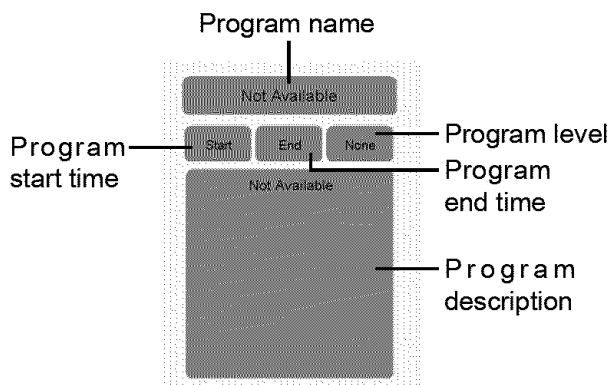 Program name
Not Available
Start End None
Program level
Program
start time
Program
end time
Not Available
Program
description